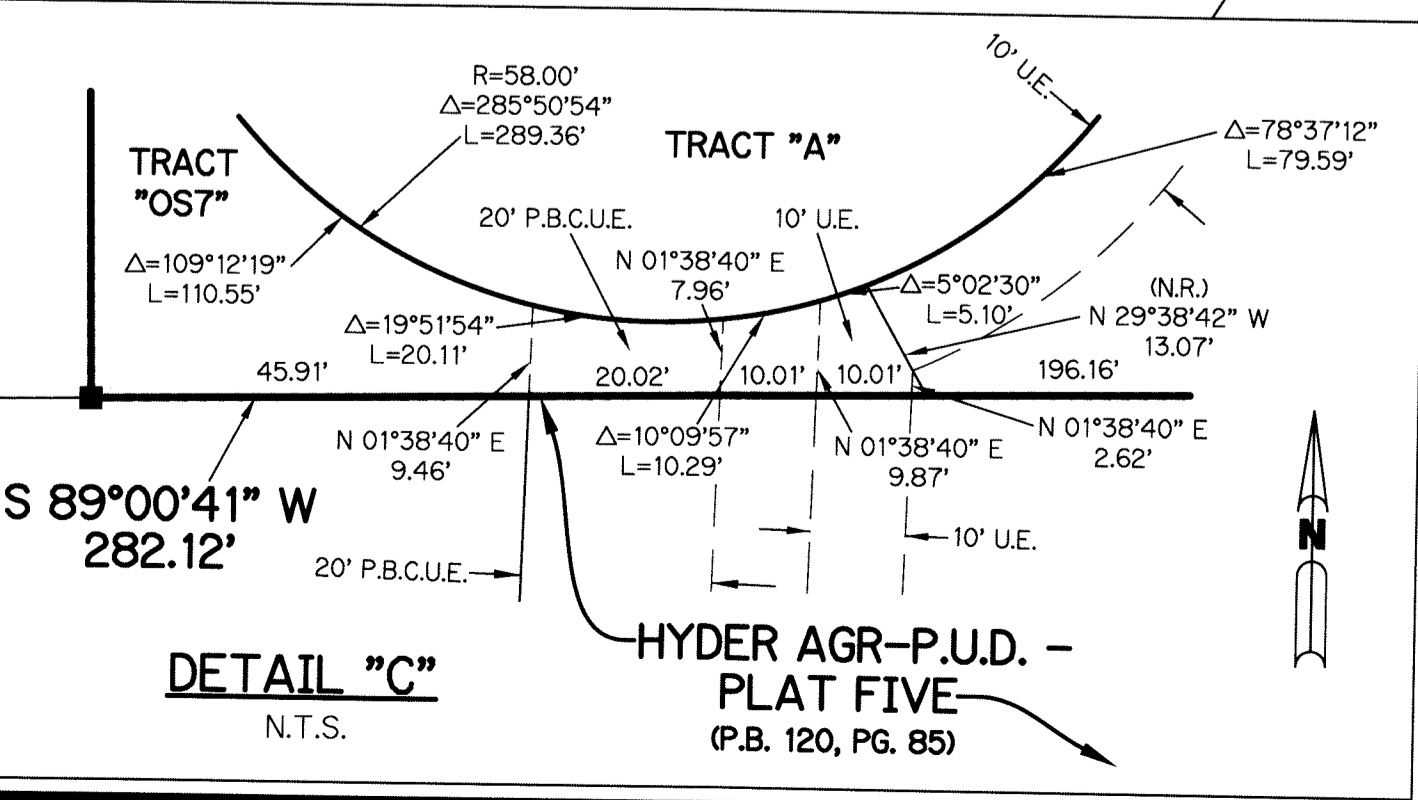 10' U.E.
R=58.00'
△=285°50'54"
L=289.36'
TRACT "A"
△=78°37'12"
L=79.59'
TRACT
"OS7"
20' P.B.C.U.E.
10' U.E.
N 01°38'40" E
7.96'
△=109°12'19"
L=110.55'
△=5°02'30"
L=5.10'
(N.R.)
N 29°38'42" W
13.07'
△=19°51'54"
L=20.11'
45.91'
20.02'
10.01'
10.01'
196.16'
N 01°38'40" E
9.46'
△=10°09'57"
L=10.29'
N 01°38'40" E
9.87'
N 01°38'40" E
2.62'
S 89°00'41" W
282.12'
10' U.E.
20' P.B.C.U.E.
N
HYDER AGR-P.U.D. -
PLAT FIVE
(P.B. 120, PG. 85)
DETAIL "C"
N.T.S.